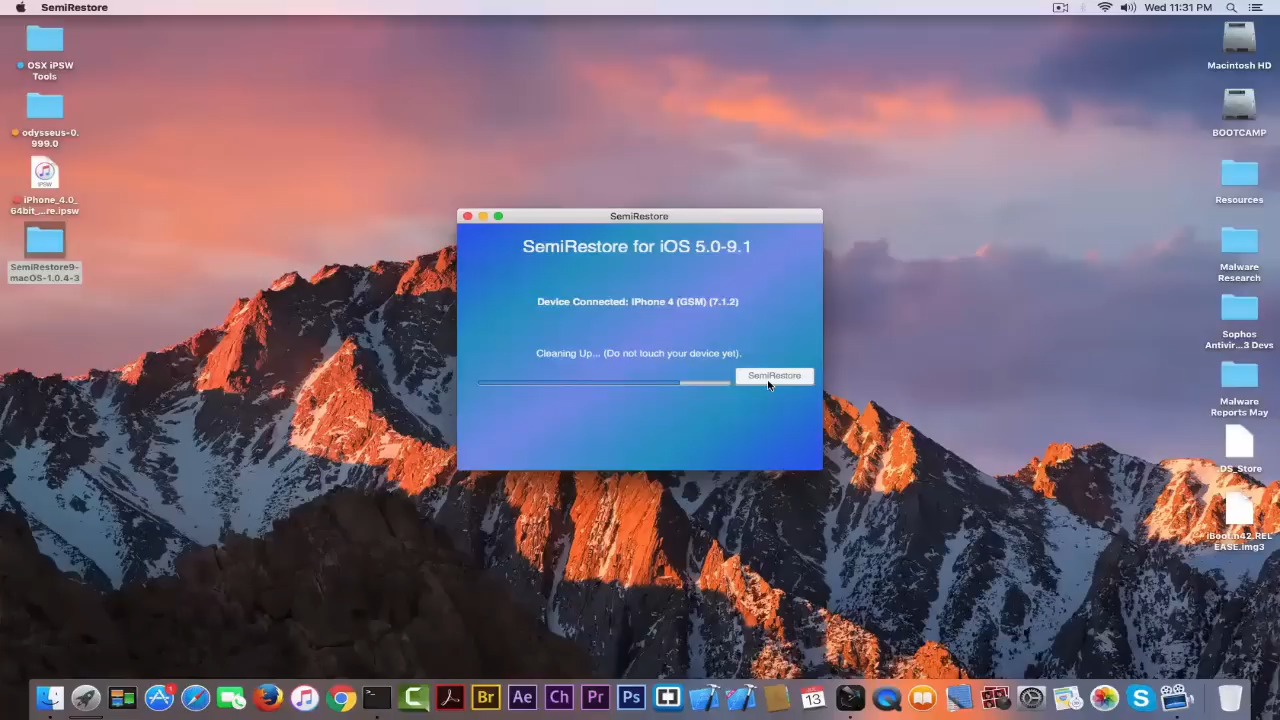 SemiRestore
Wed 11:31 PM
OSX iPSW
Tools
odysseus-0.
999.0
IPSW
iPhone_4.0_
64bit_...re.ipsw
SemiRestore9-
macOS-1.0.4-3
SemiRestore
SemiRestore for iOS 5.0-9.1
Device Connected: iPhone 4 (GSM) (7.1.2)
Cleaning Up... (Do not touch your device yet).
SemiRestore
Macintosh HD
BOOTCAMP
Resources
Malware
Research
Sophos
Antivir...3 Devs
Malware
Reports May
DS_Store
iBoot.n42.REL
EASE.img3
1
Br
Ae
Ch
Pr
Ps
13